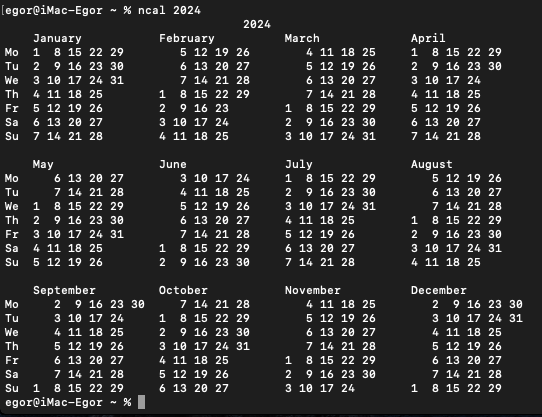 [egor@iMac-Egor ~ % ncal 2024
                                  2024
    January           February          March             April
Mo  1  8 15 22 29        5 12 19 26        4 11 18 25     1  8 15 22 29
Tu  2  9 16 23 30        6 13 20 27        5 12 19 26     2  9 16 23 30
We  3 10 17 24 31        7 14 21 28        6 13 20 27     3 10 17 24
Th  4 11 18 25        1  8 15 22 29        7 14 21 28     4 11 18 25
Fr  5 12 19 26        2  9 16 23        1  8 15 22 29     5 12 19 26
Sa  6 13 20 27        3 10 17 24        2  9 16 23 30     6 13 20 27
Su  7 14 21 28        4 11 18 25        3 10 17 24 31     7 14 21 28

    May               June              July              August
Mo     6 13 20 27        3 10 17 24     1  8 15 22 29        5 12 19 26
Tu     7 14 21 28        4 11 18 25     2  9 16 23 30        6 13 20 27
We  1  8 15 22 29        5 12 19 26     3 10 17 24 31        7 14 21 28
Th  2  9 16 23 30        6 13 20 27     4 11 18 25        1  8 15 22 29
Fr  3 10 17 24 31        7 14 21 28     5 12 19 26        2  9 16 23 30
Sa  4 11 18 25        1  8 15 22 29     6 13 20 27        3 10 17 24 31
Su  5 12 19 26        2  9 16 23 30     7 14 21 28        4 11 18 25

    September         October           November          December
Mo     2  9 16 23 30     7 14 21 28        4 11 18 25        2  9 16 23 30
Tu     3 10 17 24     1  8 15 22 29        5 12 19 26        3 10 17 24 31
We     4 11 18 25     2  9 16 23 30        6 13 20 27        4 11 18 25
Th     5 12 19 26     3 10 17 24 31        7 14 21 28        5 12 19 26
Fr     6 13 20 27     4 11 18 25        1  8 15 22 29        6 13 20 27
Sa     7 14 21 28     5 12 19 26        2  9 16 23 30        7 14 21 28
Su  1  8 15 22 29     6 13 20 27        3 10 17 24        1  8 15 22 29
egor@iMac-Egor ~ %